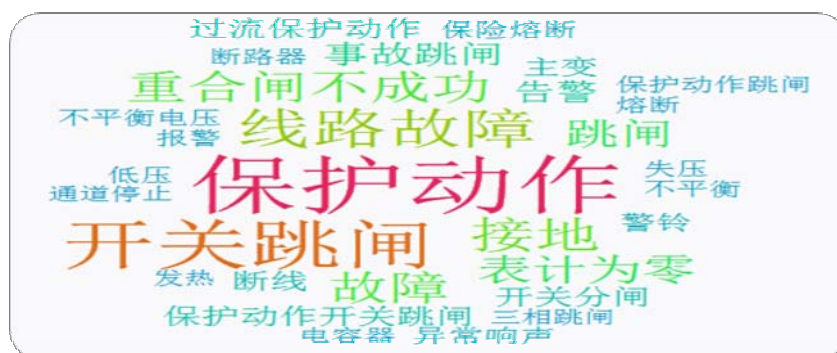 过流保护动作 保险熔断
断路器 事故跳闸 主变
重合闸不成功 告警 保护动作跳闸
熔断
不平衡电压 线路故障 跳闸
报警
低压 保护动作 失压
通道停止 不平衡
开关跳闸 接地 警铃
表计为零
发热 断线 故障 开关分闸
保护动作开关跳闸 三相跳闸
电容器 异常响声